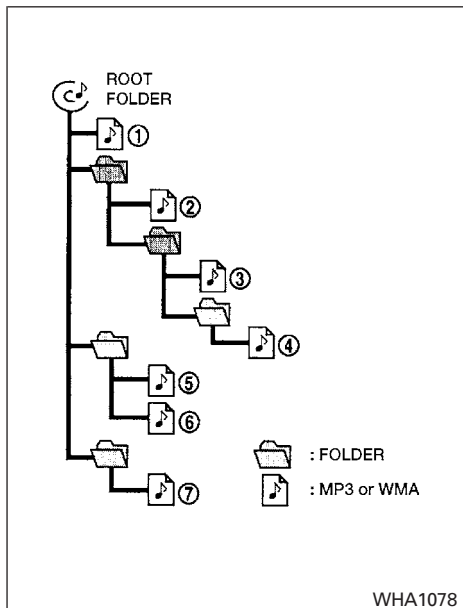 ROOT
FOLDER
①
②
③
④
⑤
⑥
⑦
: FOLDER
: MP3 or WMA
WHA1078